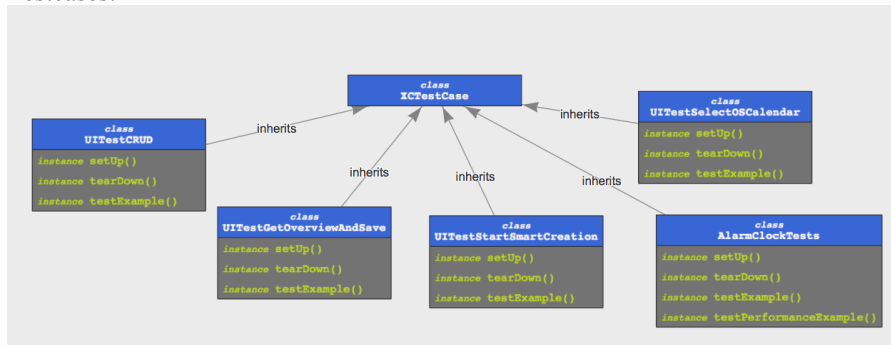 class
XCTestCase
class
UITestSelectOSCalendar
instance setUp()
instance tearDown()
instance testExample()
class
UITestCRUD
instance setUp()
instance tearDown()
instance testExample()
inherits
inherits
inherits
inherits
inherits
class
UITestGetOverviewAndSave
instance setUp()
instance tearDown()
instance testExample()
class
UITestStartSmartCreation
instance setUp()
instance tearDown()
instance testExample()
class
AlarmClockTests
instance setUp()
instance tearDown()
instance testExample()
instance testPerformanceExample()